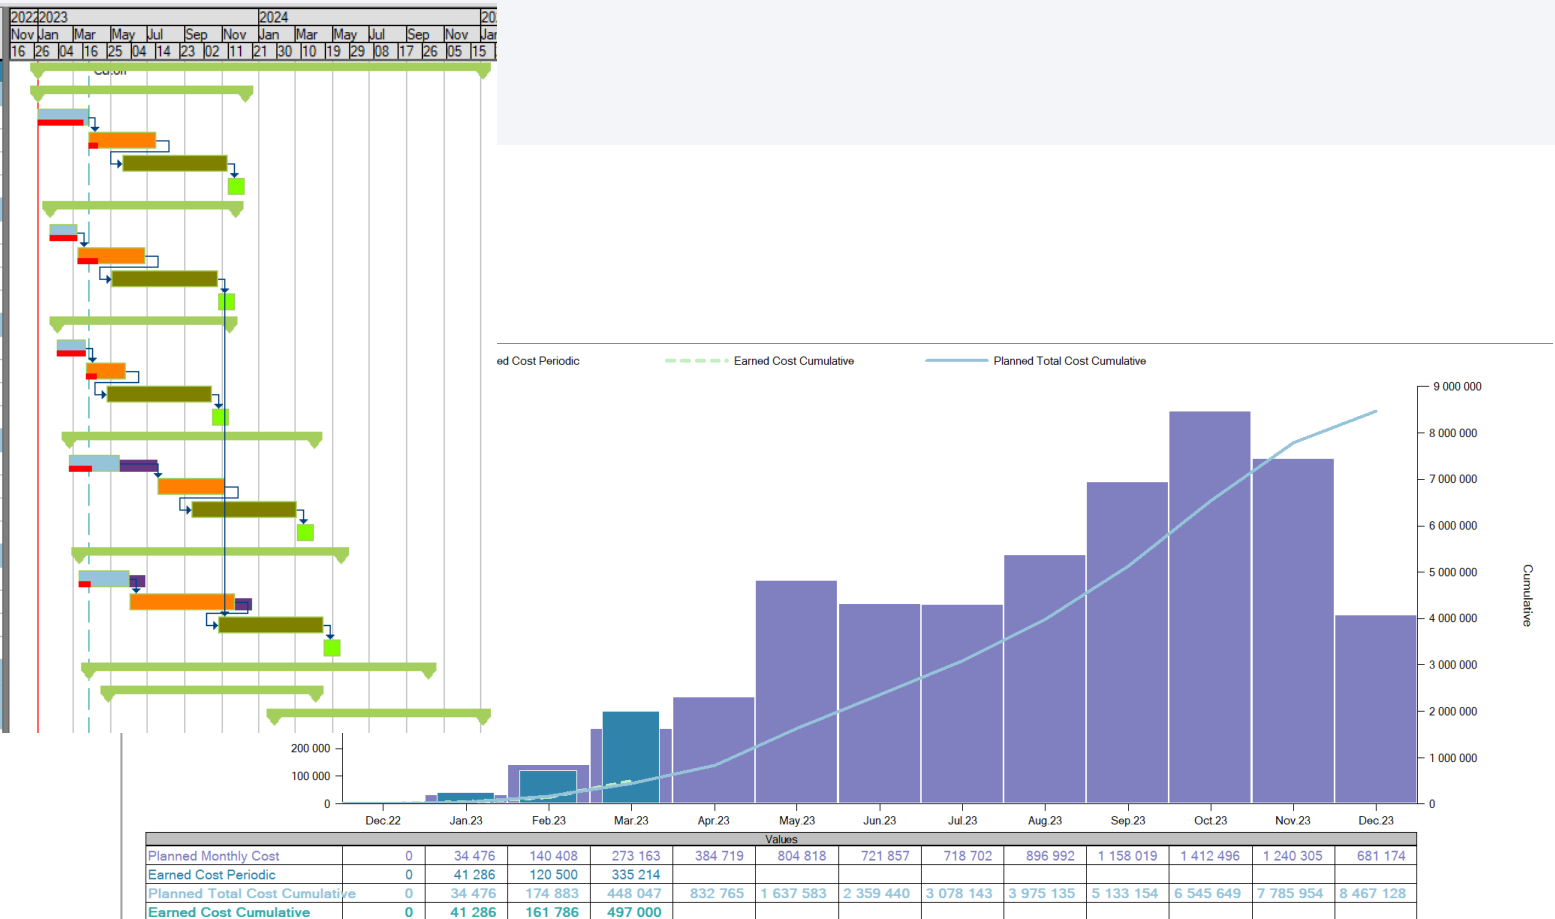 2022 2023 2024 20
Nov Jan Mar May Jul Sep Nov Jan Mar May Jul Sep Nov Jan
16 26 04 16 25 04 14 23 02 11 21 30 10 19 29 08 17 26 05 15
ed Cost Periodic Earned Cost Cumulative Planned Total Cost Cumulative
9 000 000
8 000 000
7 000 000
6 000 000
5 000 000
4 000 000
3 000 000
2 000 000
1 000 000
0
Cumulative
200 000
100 000
0
Dec.22 Jan.23 Feb.23 Mar.23 Apr.23 May.23 Jun.23 Jul.23 Aug.23 Sep.23 Oct.23 Nov.23 Dec.23
Values
Planned Monthly Cost 0 34 476 140 408 273 163 384 719 804 818 721 857 718 702 896 992 1 158 019 1 412 496 1 240 305 681 174
Earned Cost Periodic 0 41 286 120 500 335 214
Planned Total Cost Cumulative 0 34 476 174 883 448 047 832 765 1 637 583 2 359 440 3 078 143 3 975 135 5 133 154 6 545 649 7 785 954 8 467 128
Earned Cost Cumulative 0 41 286 161 786 497 000